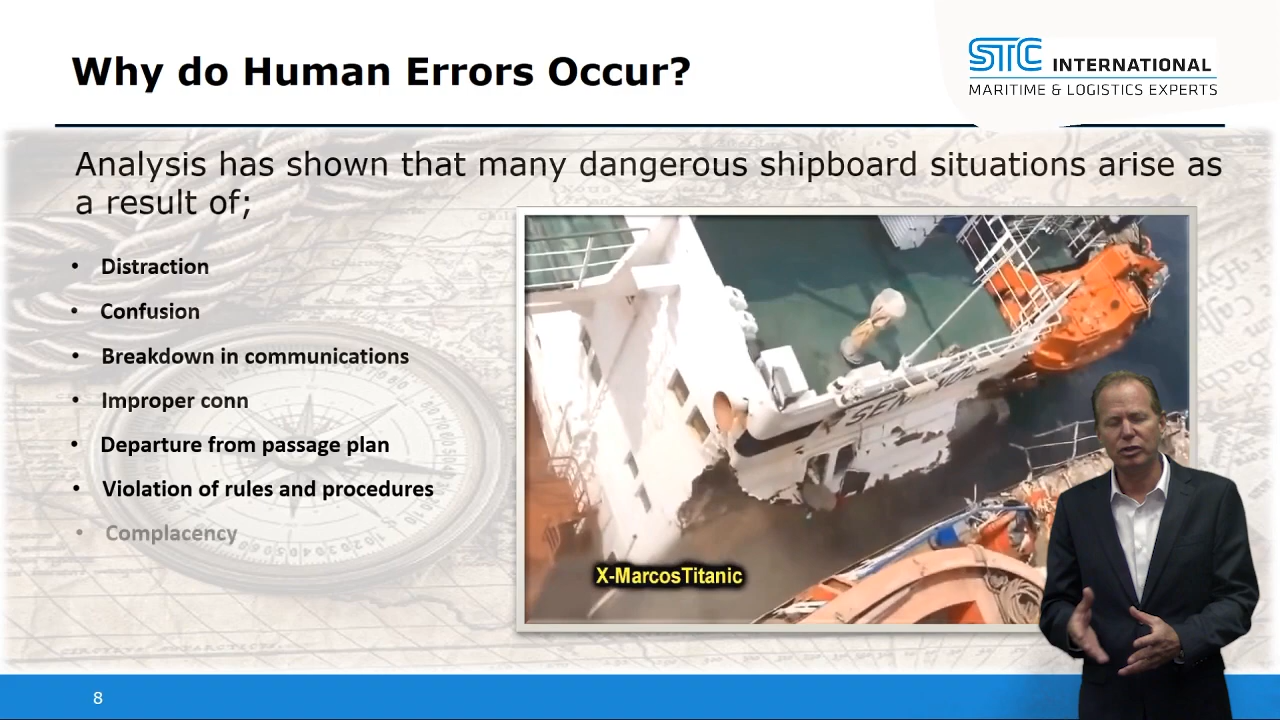 Why do Human Errors Occur?
STC INTERNATIONAL
MARITIME & LOGISTICS EXPERTS
Analysis has shown that many dangerous shipboard situations arise as
a result of;
• Distraction
• Confusion
• Breakdown in communications
• Improper conn
• Departure from passage plan
• Violation of rules and procedures
• Complacency
X-MarcosTitanic
8